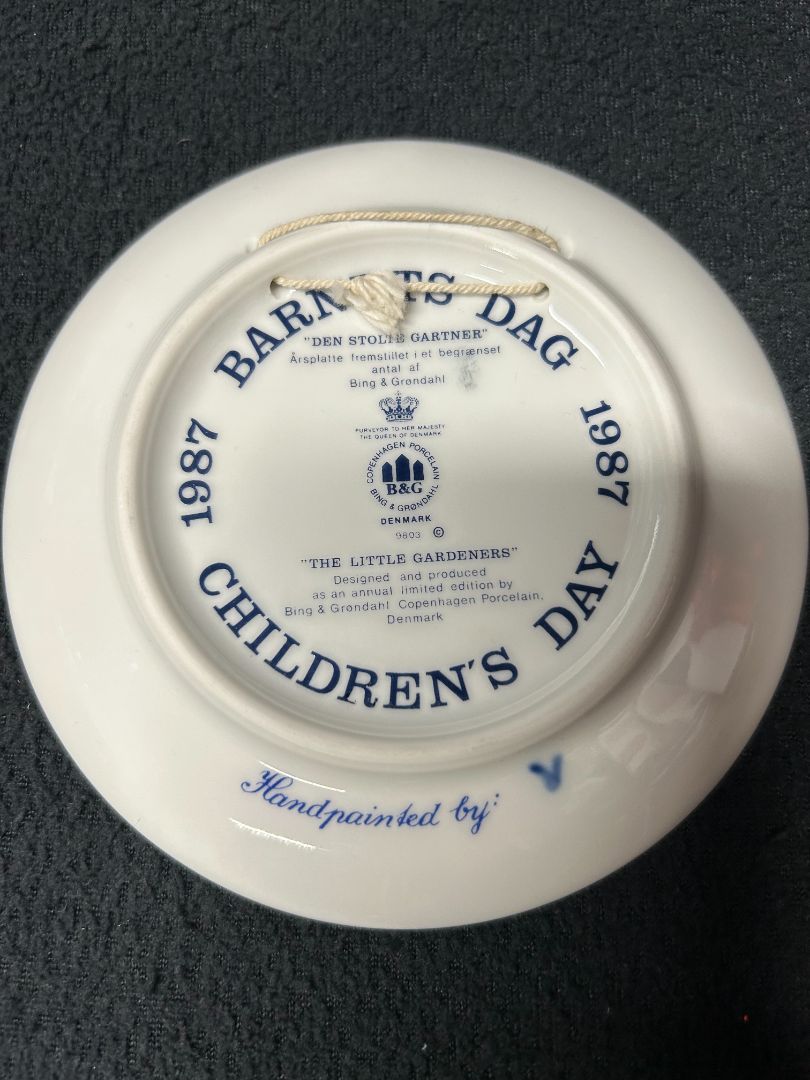 1987 BARNETS DAG 1987
"DEN STOLTE GARTNER"
Årsplatte fremstillet i et begrænset
antal af
Bing & Grøndahl
PURVEYOR TO HER MAJESTY
THE QUEEN OF DENMARK
COPENHAGEN PORCELAIN
B&G
BING & GRØNDAHL
DENMARK
9803 ©
"THE LITTLE GARDENERS"
Designed and produced
as an annual limited edition by
Bing & Grøndahl Copenhagen Porcelain,
Denmark
CHILDREN'S DAY
Handpainted by: